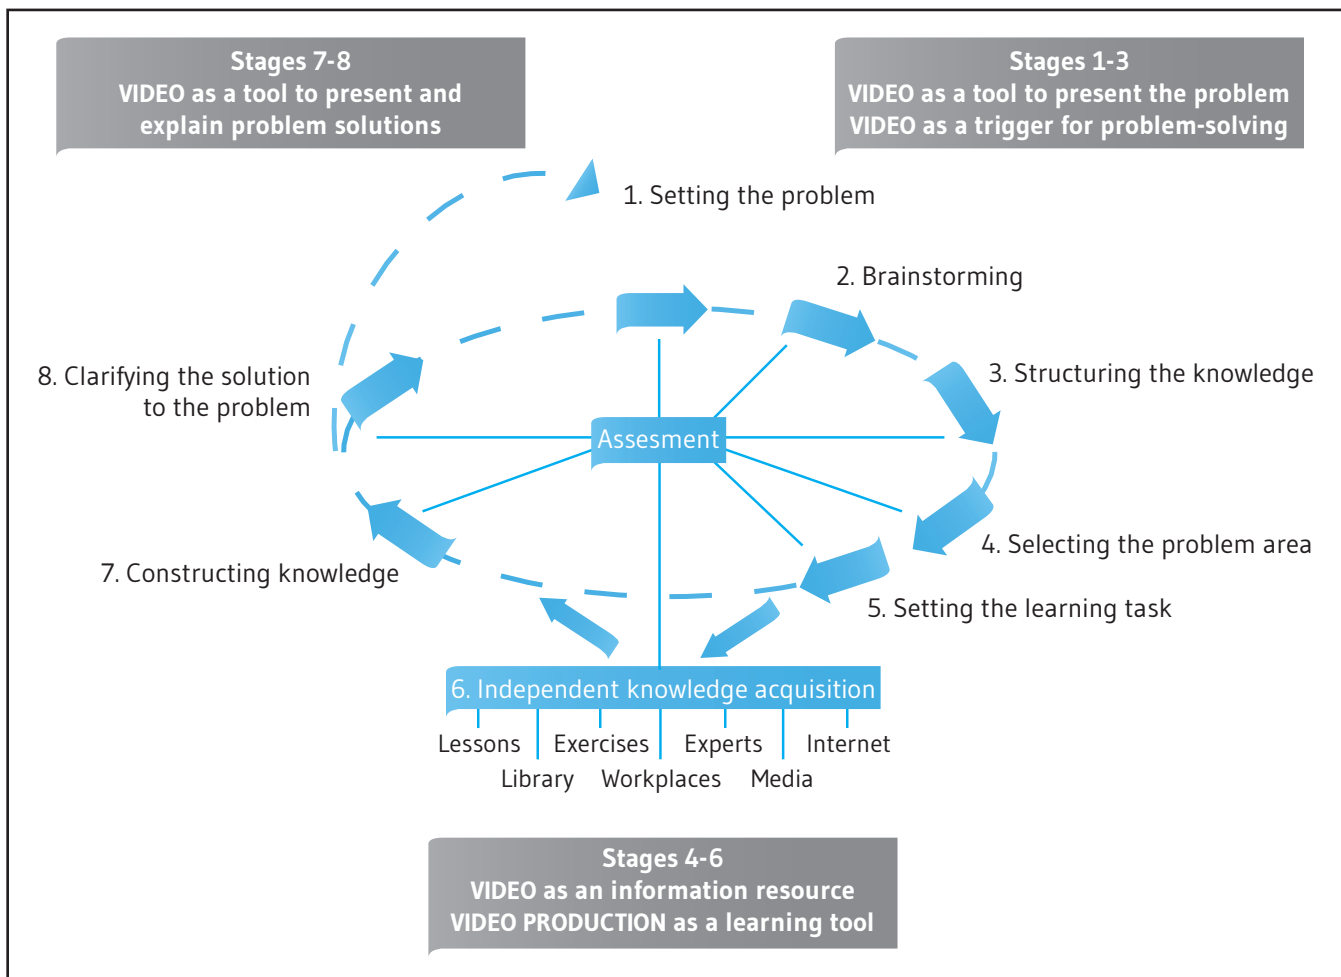 Stages 7-8
VIDEO as a tool to present and
explain problem solutions
Stages 1-3
VIDEO as a tool to present the problem
VIDEO as a trigger for problem-solving
1. Setting the problem
2. Brainstorming
3. Structuring the knowledge
8. Clarifying the solution
to the problem
Assesment
4. Selecting the problem area
7. Constructing knowledge
5. Setting the learning task
6. Independent knowledge acquisition
Lessons
Exercises
Experts
Internet
Library
Workplaces
Media
Stages 4-6
VIDEO as an information resource
VIDEO PRODUCTION as a learning tool